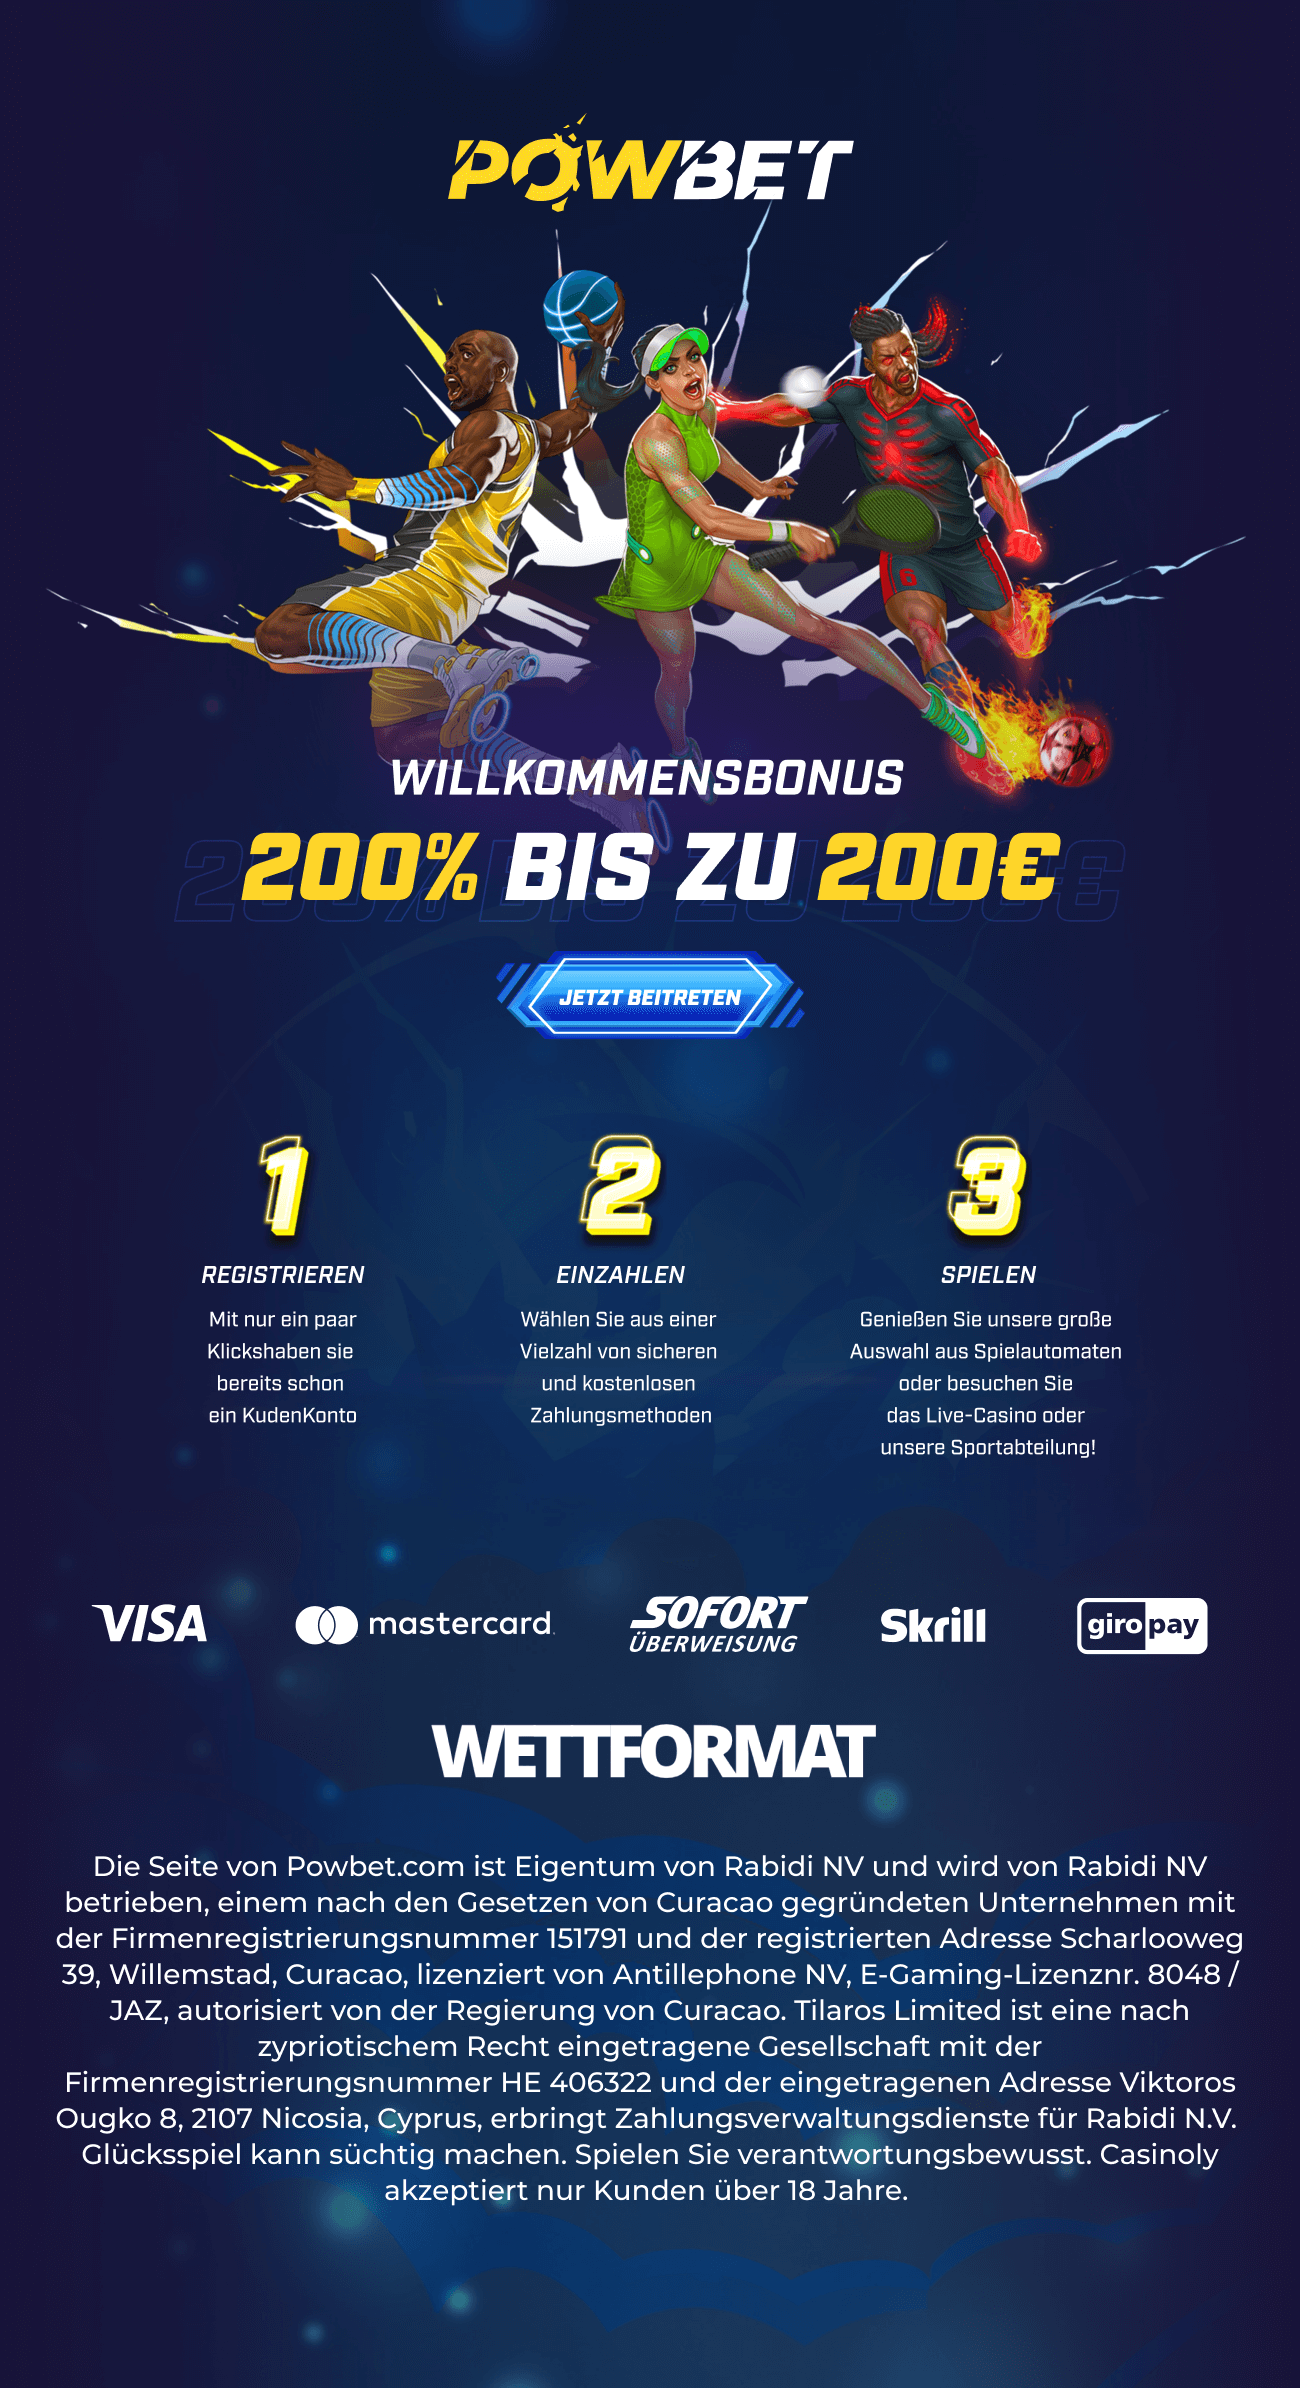 POWBET
WILLKOMMENSBONUS
200% BIS ZU 200€
JETZT BEITRETEN
1
REGISTRIEREN
Mit nur ein paar
Klickshaben sie
bereits schon
ein KudenKonto
2
EINZAHLEN
Wählen Sie aus einer
Vielzahl von sicheren
und kostenlosen
Zahlungsmethoden
3
SPIELEN
Genießen Sie unsere große
Auswahl aus Spielautomaten
oder besuchen Sie
das Live-Casino oder
unsere Sportabteilung!
VISA
mastercard.
SOFORT
ÜBERWEISUNG
Skrill
giropay
WETTFORMAT
Die Seite von Powbet.com ist Eigentum von Rabidi NV und wird von Rabidi NV
betrieben, einem nach den Gesetzen von Curacao gegründeten Unternehmen mit
der Firmenregistrierungsnummer 151791 und der registrierten Adresse Scharlooweg
39, Willemstad, Curacao, lizenziert von Antillephone NV, E-Gaming-Lizenznr. 8048 /
JAZ, autorisiert von der Regierung von Curacao. Tilaros Limited ist eine nach
zypriotischem Recht eingetragene Gesellschaft mit der
Firmenregistrierungsnummer HE 406322 und der eingetragenen Adresse Viktoros
Ougko 8, 2107 Nicosia, Cyprus, erbringt Zahlungsverwaltungsdienste für Rabidi N.V.
Glücksspiel kann süchtig machen. Spielen Sie verantwortungsbewusst. Casinoly
akzeptiert nur Kunden über 18 Jahre.